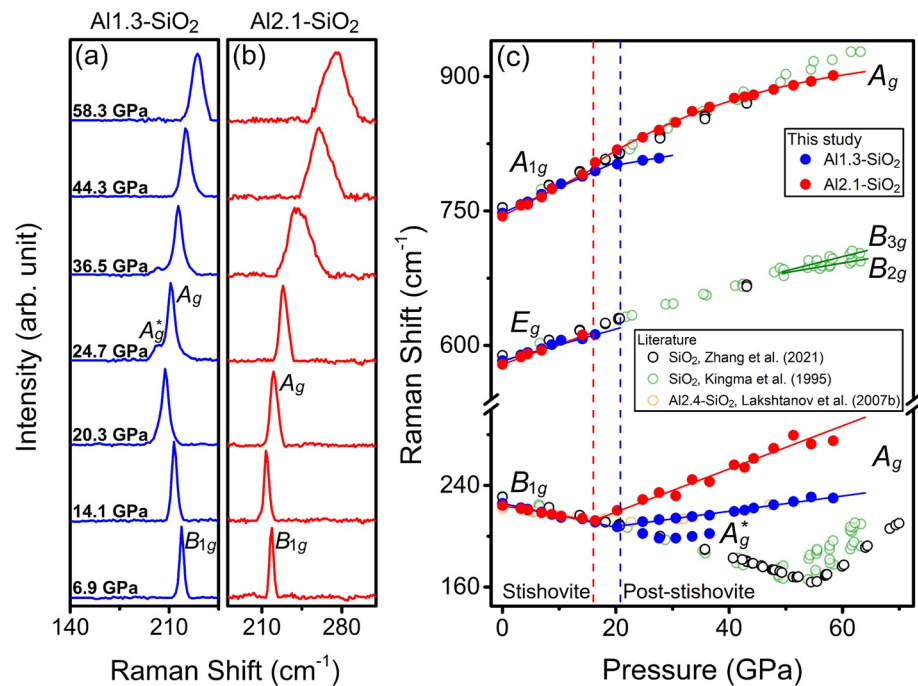 Al1.3-SiO2
Al2.1-SiO2
(a)
58.3 GPa
44.3 GPa
36.5 GPa
Ag
Ag*
24.7 GPa
20.3 GPa
14.1 GPa
B1g
6.9 GPa
140
210
Intensity (arb. unit)
(b)
Ag
B1g
210
280
Raman Shift (cm-1)
(c)
900
750
600
240
160
Raman Shift (cm-1)
Ag
A1g
This study
Al1.3-SiO2
Al2.1-SiO2
B3g
B2g
Eg
Literature
SiO2, Zhang et al. (2021)
SiO2, Kingma et al. (1995)
Al2.4-SiO2, Lakshtanov et al. (2007b)
Ag
B1g
Ag*
Stishovite
Post-stishovite
0
20
40
60
Pressure (GPa)